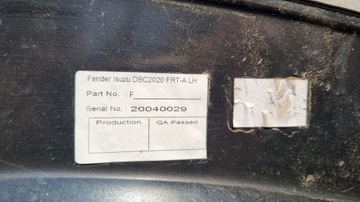 Fender Isuzu DBC2020 FRT-A LH
Part No. : F
Serial No. : 20040029
Production
QA Passed